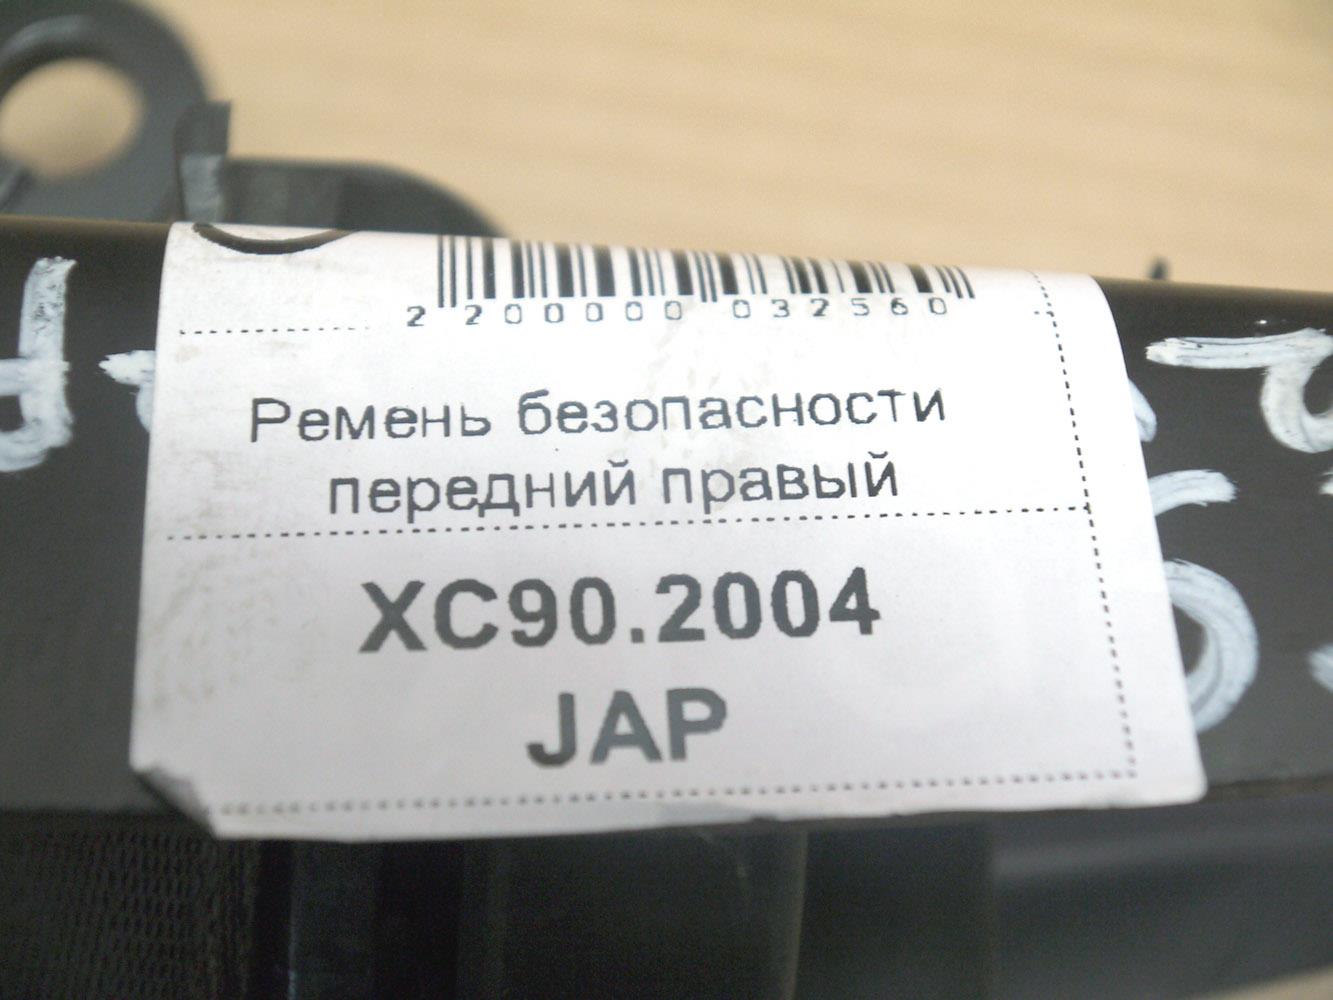 2 200000 032560
Ремень безопасности
передний правый
XC90.2004
JAP